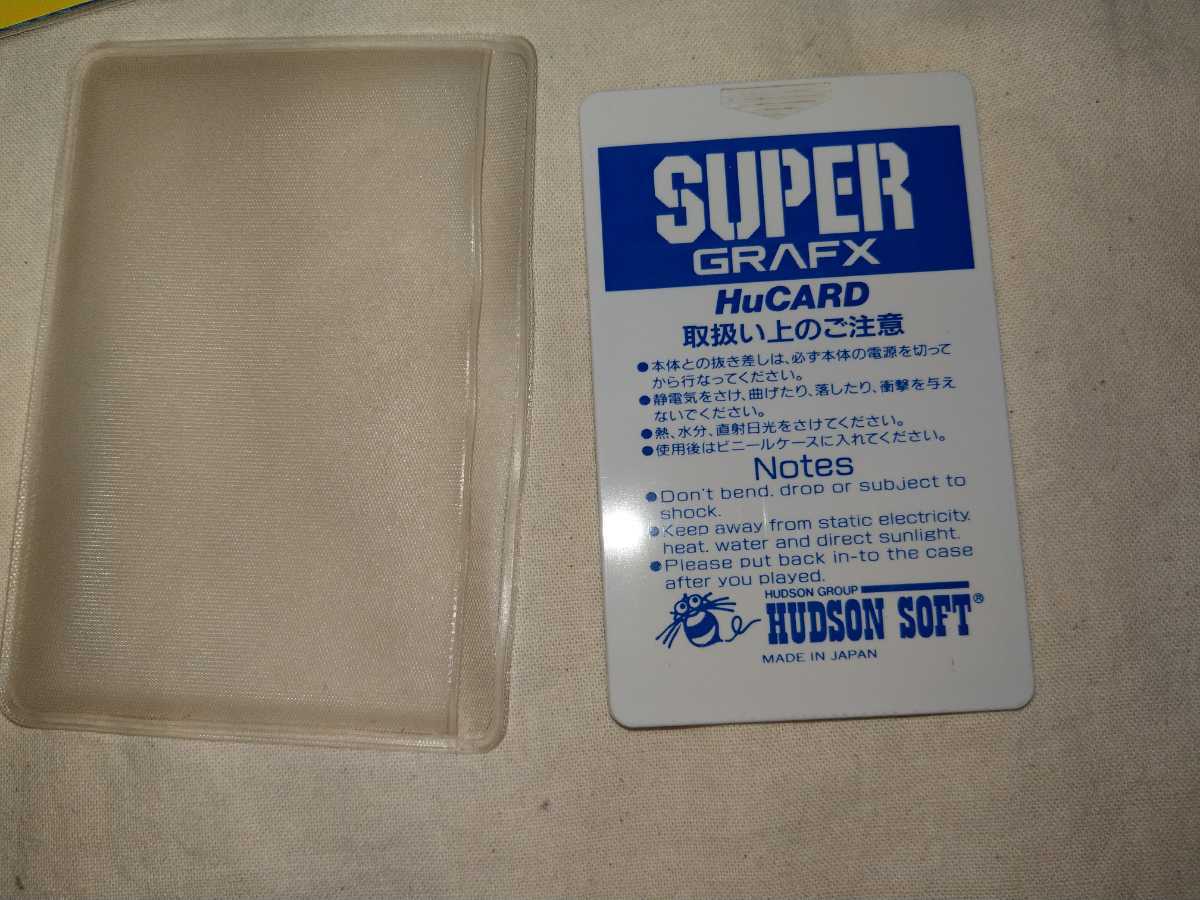 SUPER
GRAFX
HuCARD
取扱い上のご注意
●本体との抜き差しは、必ず本体の電源を切って
から行なってください。
●静電気をさけ、曲げたり、落したり、衝撃を与え
ないでください。
●熱、水分、直射日光をさけてください。
●使用後はビニールケースに入れてください。
Notes
●Don't bend, drop or subject to
shock.
●Keep away from static electricity,
heat, water and direct sunlight.
●Please put back in-to the case
after you played.
HUDSON GROUP
HUDSON SOFT®
MADE IN JAPAN